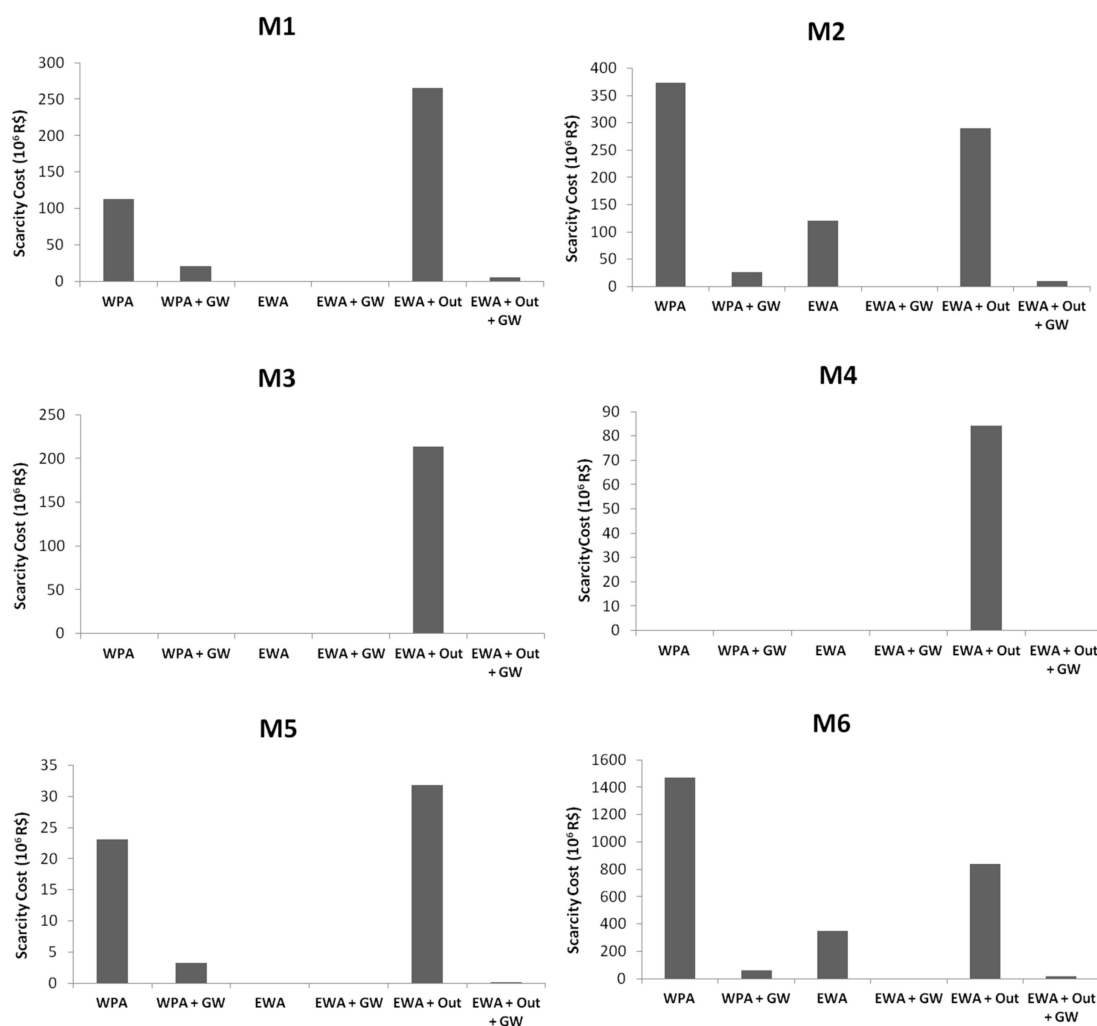 M1
Scarcity Cost (10⁶ R$)
300
250
200
150
100
50
0
WPA
WPA + GW
EWA
EWA + GW
EWA + Out
EWA + Out
+ GW
M2
Scarcity Cost (10⁶ R$)
400
350
300
250
200
150
100
50
0
WPA
WPA + GW
EWA
EWA + GW
EWA + Out
EWA + Out
+ GW
M3
Scarcity Cost (10⁶ R$)
250
200
150
100
50
0
WPA
WPA + GW
EWA
EWA + GW
EWA + Out
EWA + Out
+ GW
M4
ScarcityCost (10⁶ R$)
90
80
70
60
50
40
30
20
10
0
WPA
WPA + GW
EWA
EWA + GW
EWA + Out
EWA + Out
+ GW
M5
Scarcity Cost (10⁶ R$)
35
30
25
20
15
10
5
0
WPA
WPA + GW
EWA
EWA + GW
EWA + Out
EWA + Out
+ GW
M6
Scarcity Cost (10⁶ R$)
1600
1400
1200
1000
800
600
400
200
0
WPA
WPA + GW
EWA
EWA + GW
EWA + Out
EWA + Out
+ GW